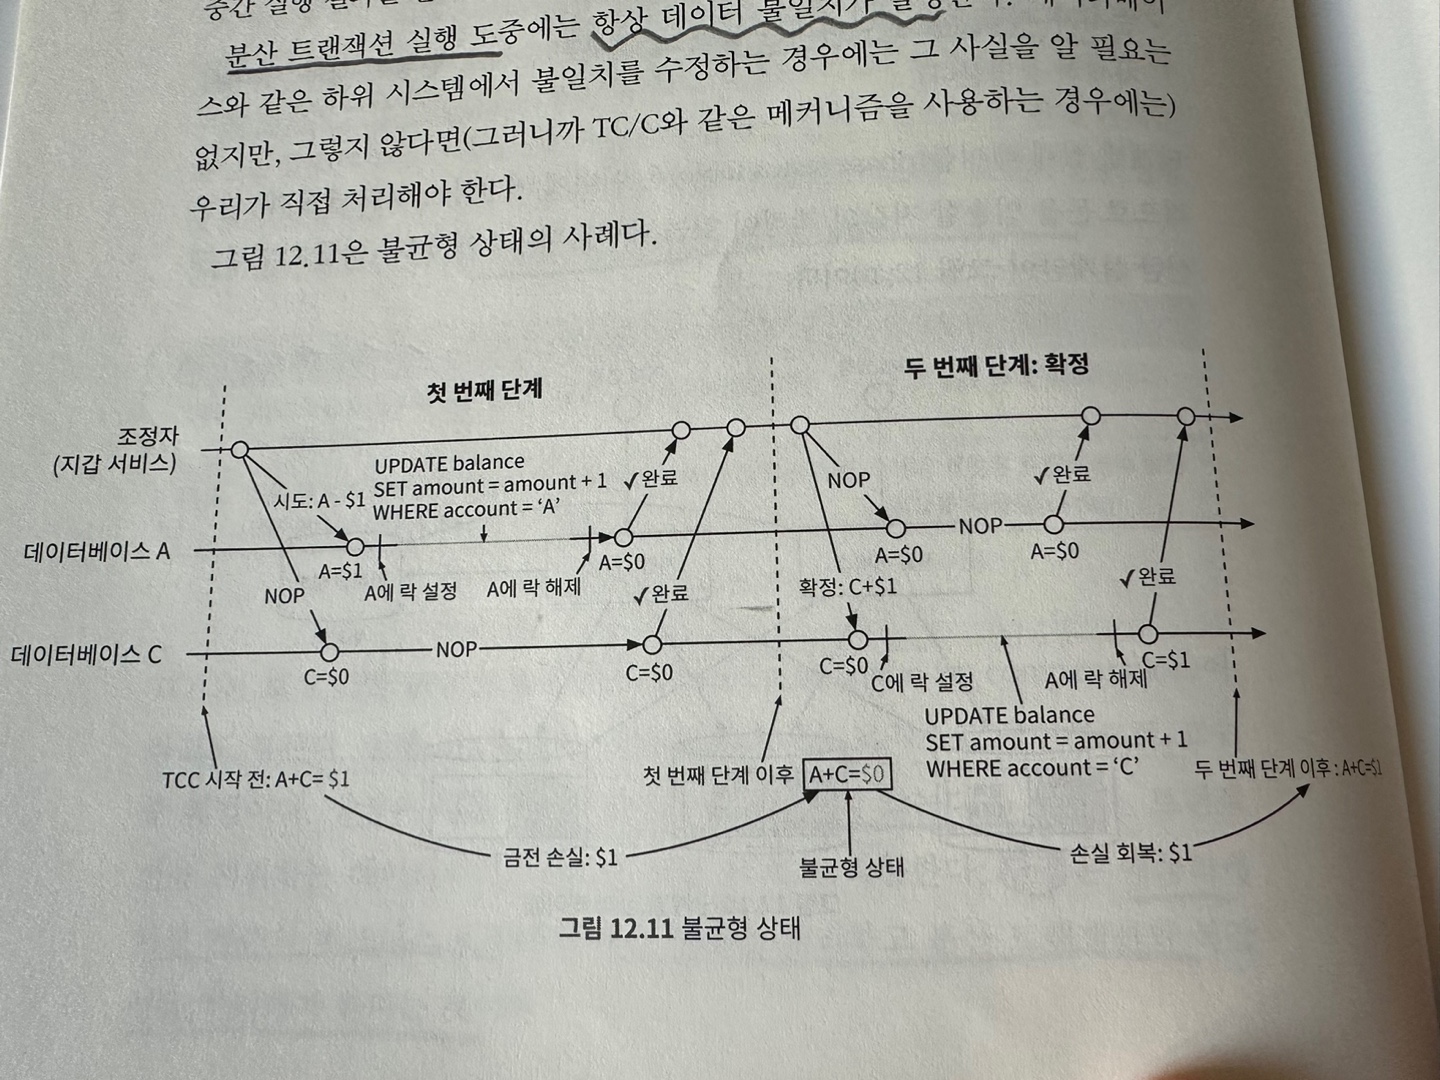 중간 실행
분산 트랜잭션 실행 도중에는 항상 데이터 불일치가
스와 같은 하위 시스템에서 불일치를 수정하는 경우에는 그 사실을 알 필요는
없지만, 그렇지 않다면(그러니까 TC/C와 같은 메커니즘을 사용하는 경우에는)
우리가 직접 처리해야 한다.
그림 12.11은 불균형 상태의 사례다.
첫 번째 단계
두 번째 단계: 확정
조정자
(지갑 서비스)
시도: A - $1
UPDATE balance
SET amount = amount + 1
WHERE account = ‘A’
✓완료
NOP
✓완료
데이터베이스 A
A=$1
A에 락 설정
A에 락 해제
A=$0
A=$0
NOP
A=$0
NOP
✓완료
확정: C+$1
✓완료
데이터베이스 C
C=$0
NOP
C=$0
C=$0
C에 락 설정
A에 락 해제
C=$1
UPDATE balance
SET amount = amount + 1
WHERE account = ‘C’
TCC 시작 전: A+C= $1
첫 번째 단계 이후 A+C=$0
두 번째 단계 이후: A+C=$1
금전 손실: $1
불균형 상태
손실 회복: $1
그림 12.11 불균형 상태